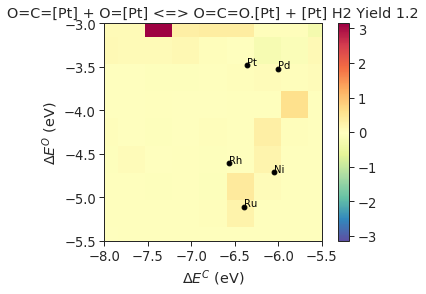 O=C=[Pt] + O=[Pt] <=> O=C=O.[Pt] + [Pt] H2 Yield 1.2
−3.0
−3.5
−4.0
−4.5
−5.0
−5.5
ΔE^O (eV)
Pt
Pd
Rh
Ni
Ru
−8.0 −7.5 −7.0 −6.5 −6.0 −5.5
ΔE^C (eV)
3
2
1
0
−1
−2
−3